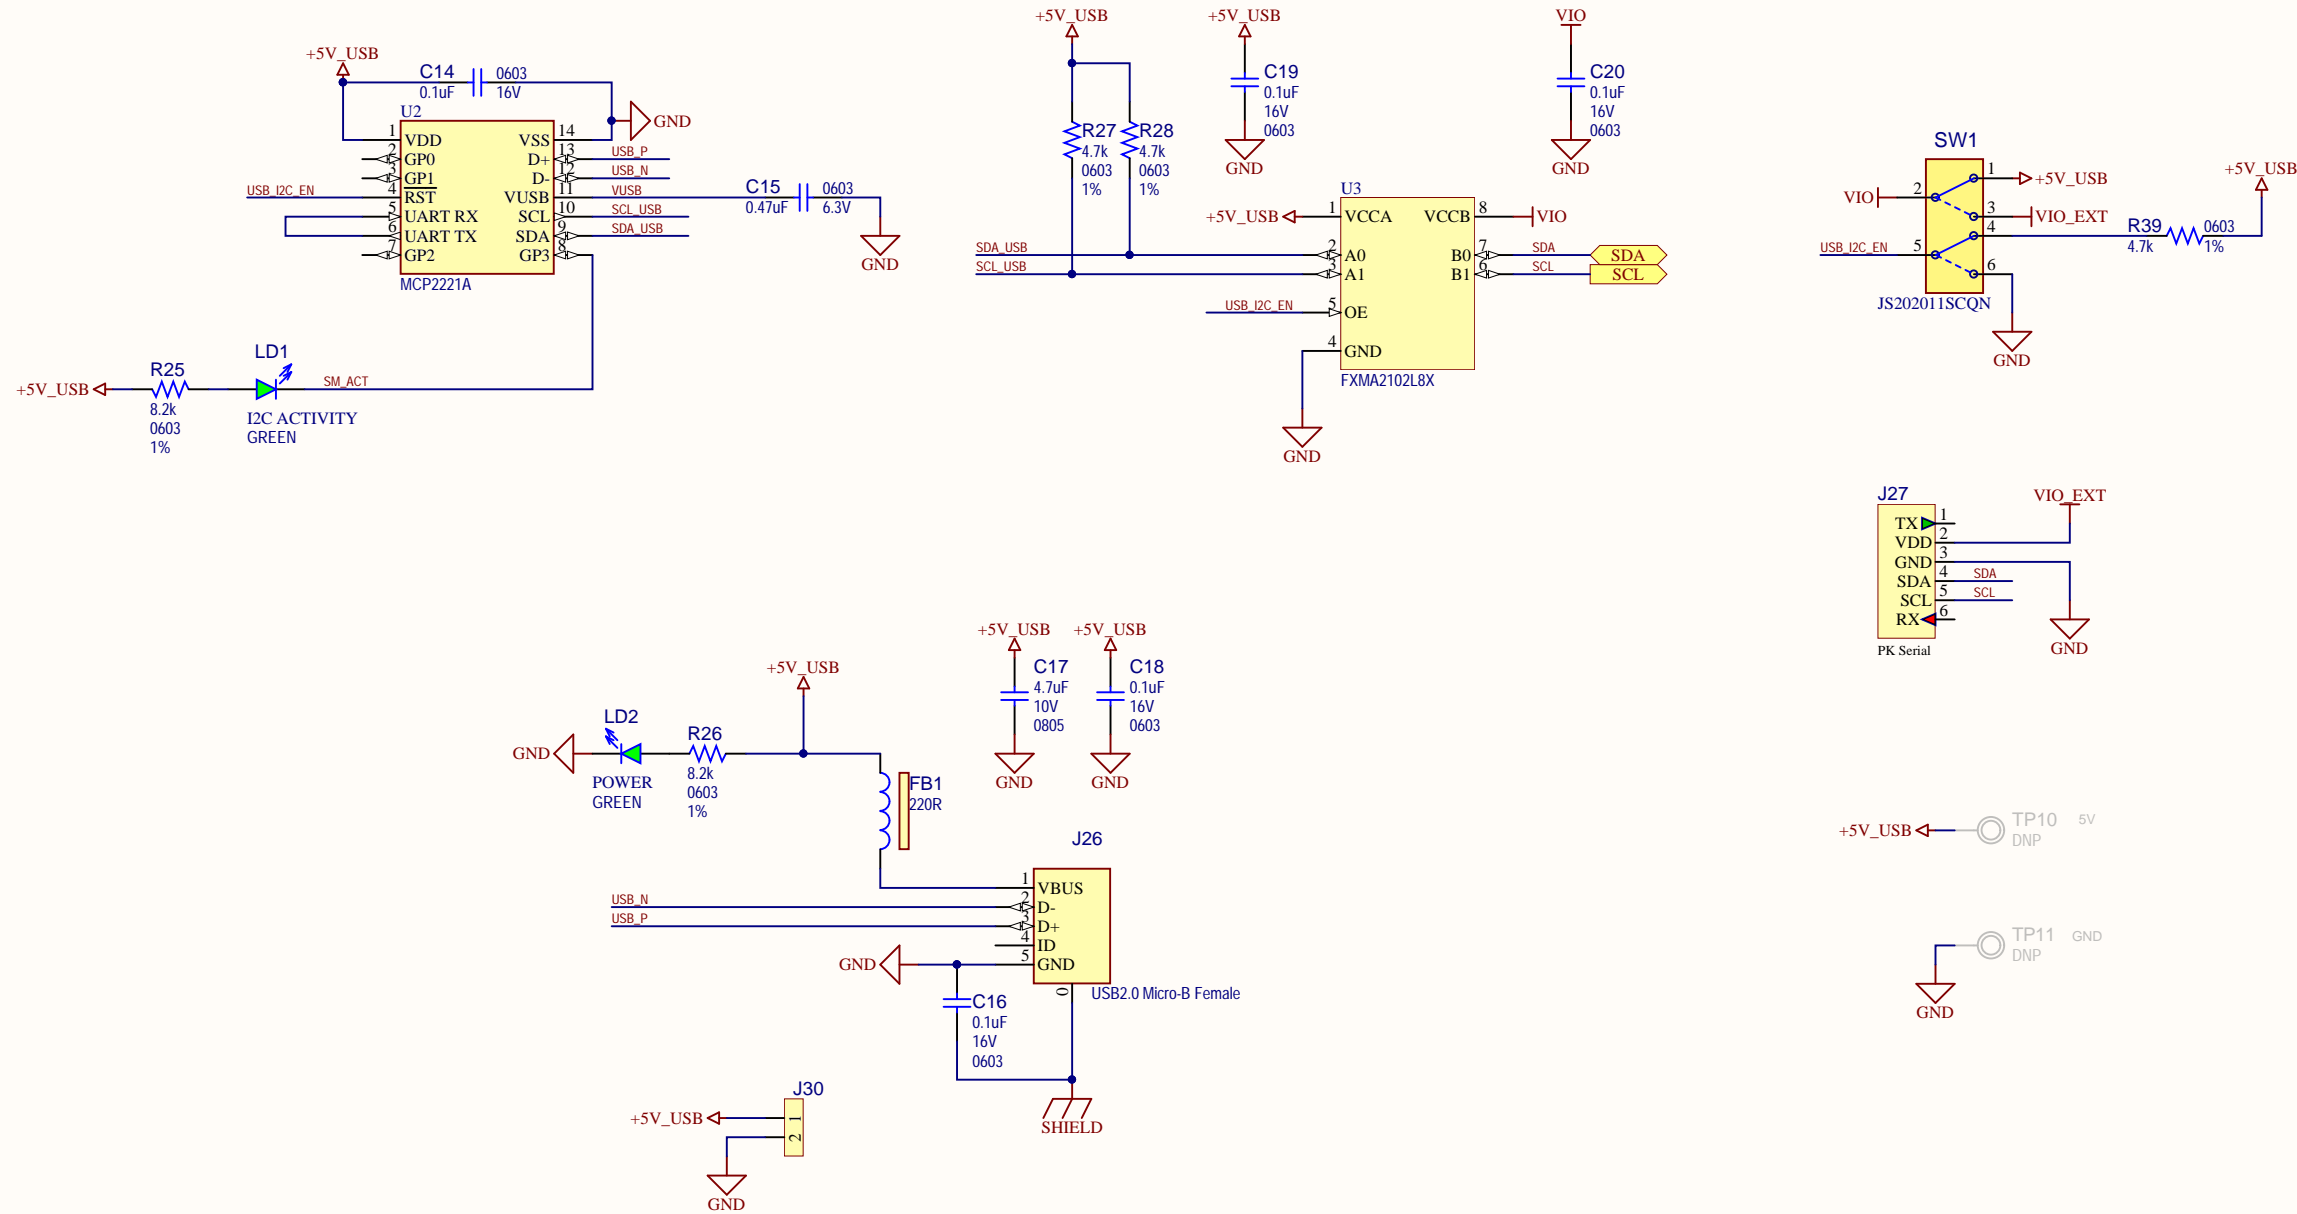 +5V_USB
C14
0.1uF
0603
16V
U2
GND
1
VDD
2
GP0
3
GP1
USB_I2C_EN
4
RST
5
UART RX
6
UART TX
7
GP2
VSS
14
D+
13
USB_P
D-
12
USB_N
VUSB
11
VUSB
SCL
10
SCL_USB
SDA
9
SDA_USB
GP3
8
MCP2221A
C15
0.47uF
0603
6.3V
GND
+5V_USB
R25
8.2k
0603
1%
LD1
I2C ACTIVITY
GREEN
SM_ACT
+5V_USB
R27
4.7k
0603
1%
R28
4.7k
0603
1%
+5V_USB
C19
0.1uF
16V
0603
GND
VIO
C20
0.1uF
16V
0603
GND
U3
+5V_USB
1
VCCA
VCCB
8
VIO
SDA_USB
2
A0
B0
7
SDA
SDA
SCL_USB
3
A1
B1
6
SCL
SCL
USB_I2C_EN
5
OE
4
GND
FXMA2102L8X
GND
SW1
VIO
2
1
+5V_USB
3
VIO_EXT
USB_I2C_EN
5
4
6
R39
4.7k
0603
1%
+5V_USB
JS202011SCQN
GND
J27
VIO_EXT
TX
1
VDD
2
GND
3
SDA
4
SDA
SCL
5
SCL
RX
6
PK Serial
GND
+5V_USB
C17
4.7uF
10V
0805
GND
+5V_USB
C18
0.1uF
16V
0603
GND
+5V_USB
LD2
GND
POWER
GREEN
R26
8.2k
0603
1%
FB1
220R
J26
1
VBUS
USB_N
2
D-
USB_P
3
D+
4
ID
GND
5
GND
0
USB2.0 Micro-B Female
C16
0.1uF
16V
0603
SHIELD
J30
+5V_USB
1
2
GND
+5V_USB
TP10
5V
DNP
TP11
GND
DNP
GND